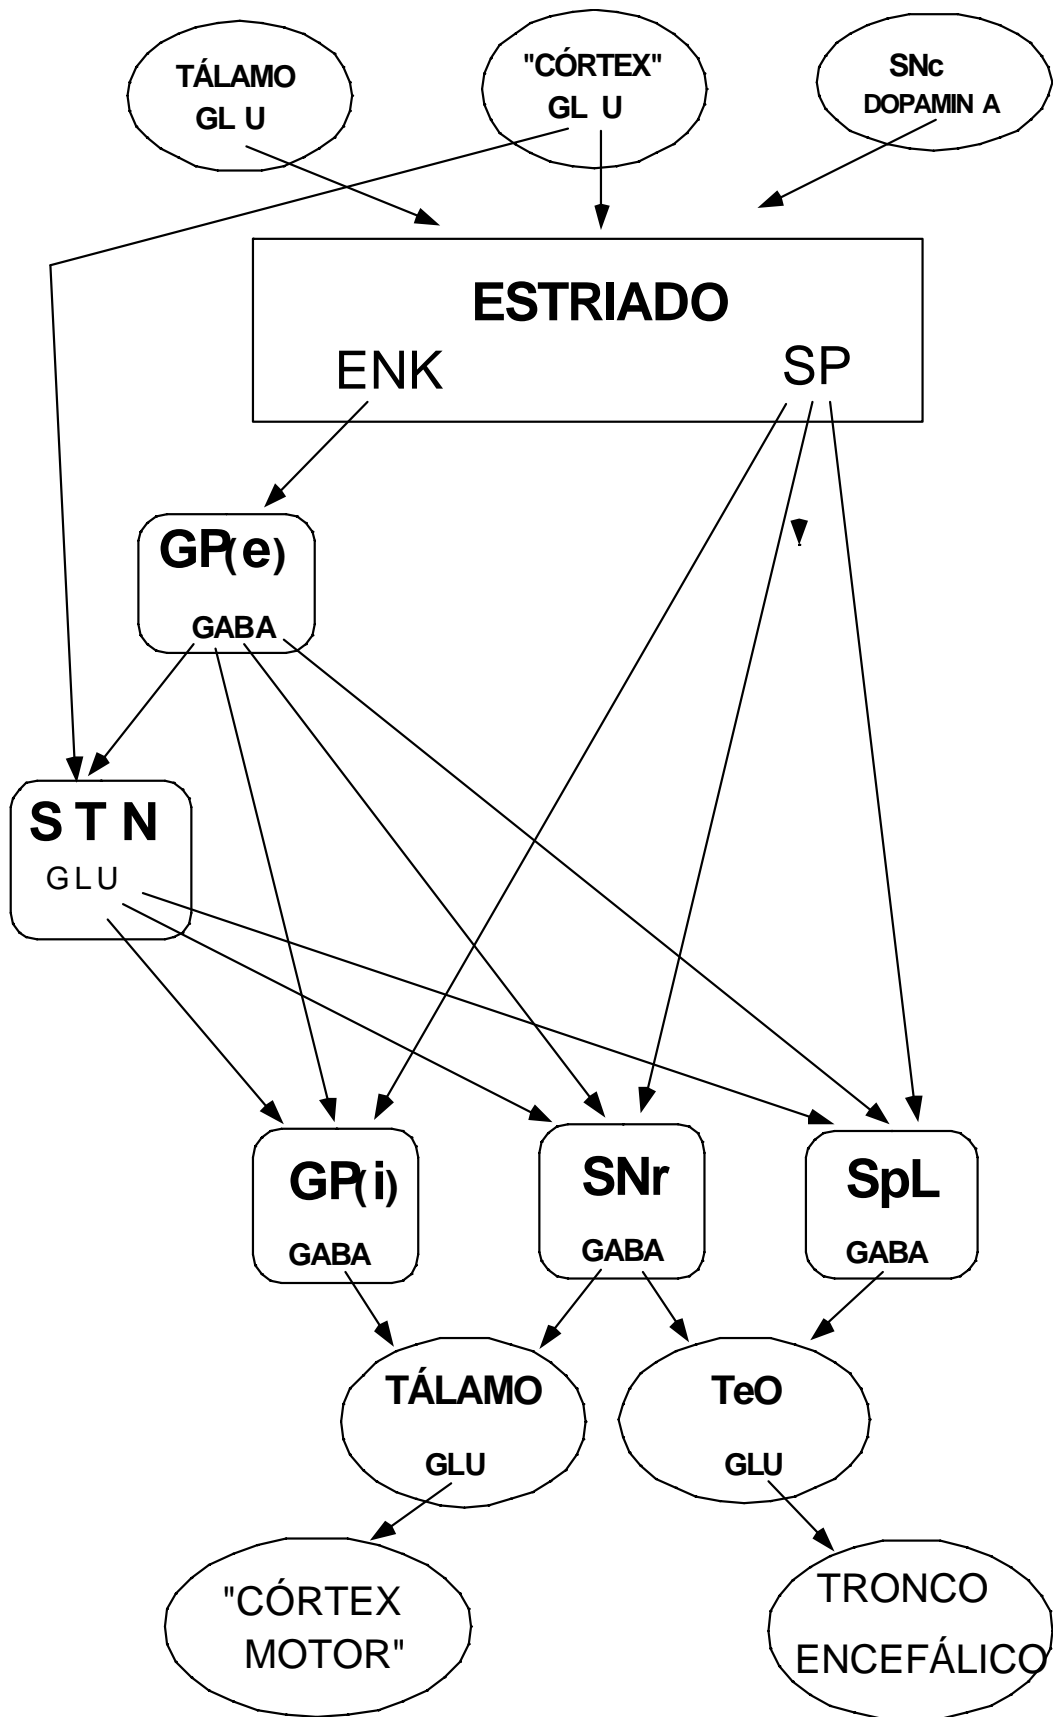 TÁLAMO
GL U
"CÓRTEX"
GL U
SNc
DOPAMIN A
ESTRIADO
ENK
SP
GP(e)
GABA
S T N
GLU
GP(i)
GABA
SNr
GABA
SpL
GABA
TÁLAMO
GLU
TeO
GLU
"CÓRTEX
MOTOR"
TRONCO
ENCEFÁLICO